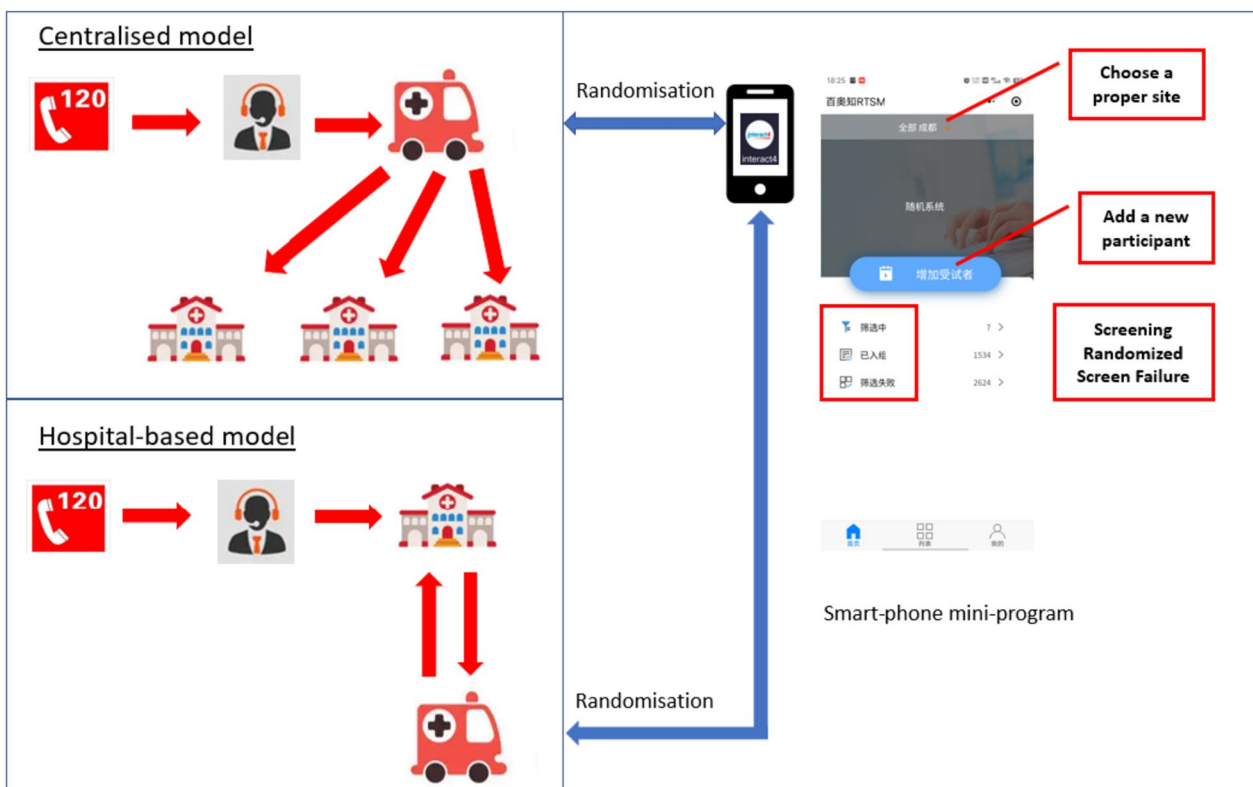 Centralised model
120
Hospital-based model
120
Randomisation
Randomisation
interact4
interact4
18:25
百奥知RTSM
全部 成都
随机系统
增加受试者
筛选中
7
已入组
1534
筛选失败
2624
首页
列表
我的
Choose a
proper site
Add a new
participant
Screening
Randomized
Screen Failure
Smart-phone mini-program